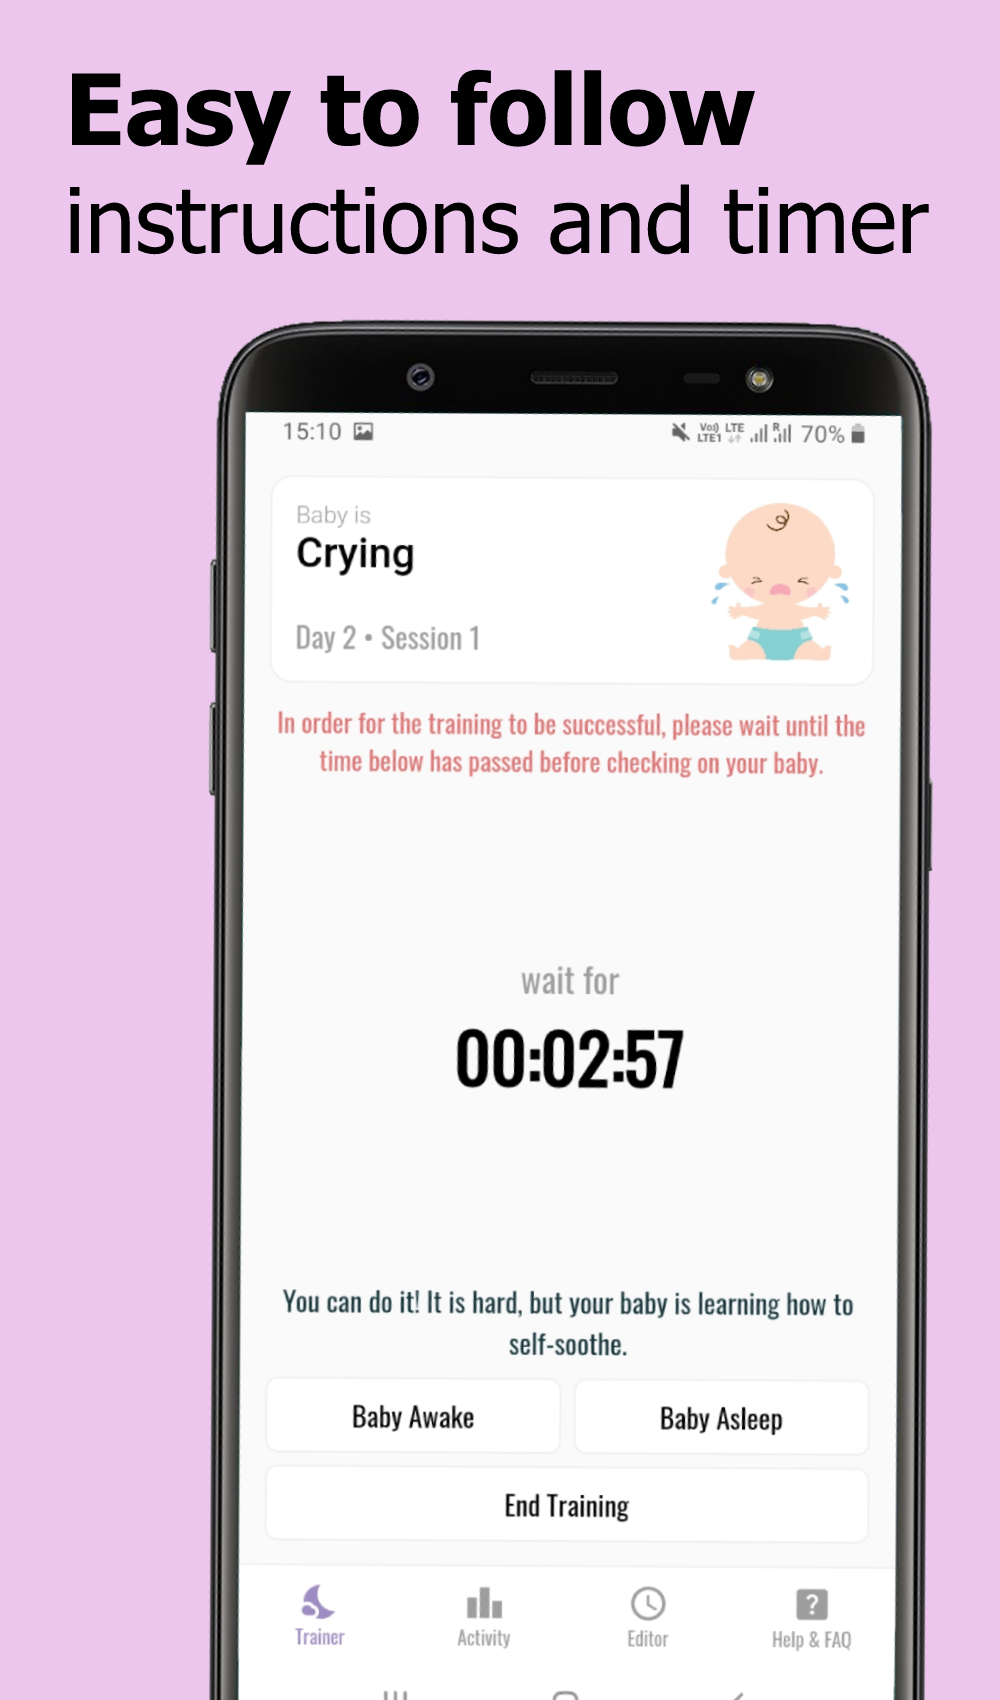 Easy to follow
instructions and timer
15:10
Vo) LTE
LTE1
R
70%
Baby is
Crying
Day 2 • Session 1
In order for the training to be successful, please wait until the
time below has passed before checking on your baby.
wait for
00:02:57
You can do it! It is hard, but your baby is learning how to
self-soothe.
Baby Awake
Baby Asleep
End Training
Trainer
Activity
Editor
Help & FAQ